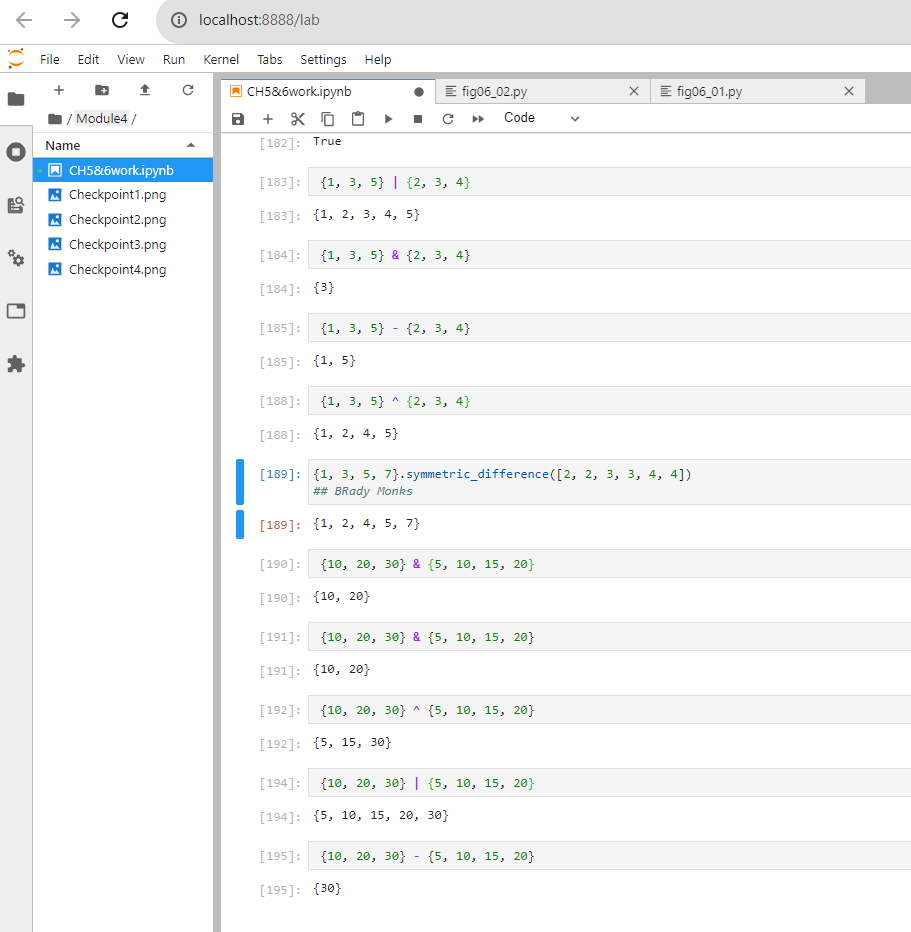 localhost:8888/lab
File Edit View Run Kernel Tabs Settings Help
/ Module4 /
Name
CH5&6work.ipynb
Checkpoint1.png
Checkpoint2.png
Checkpoint3.png
Checkpoint4.png
CH5&6work.ipynb fig06_02.py fig06_01.py
Code
[182]: True
[183]: {1, 3, 5} | {2, 3, 4}
[183]: {1, 2, 3, 4, 5}
[184]: {1, 3, 5} & {2, 3, 4}
[184]: {3}
[185]: {1, 3, 5} - {2, 3, 4}
[185]: {1, 5}
[188]: {1, 3, 5} ^ {2, 3, 4}
[188]: {1, 2, 4, 5}
[189]: {1, 3, 5, 7}.symmetric_difference([2, 2, 3, 3, 4, 4])
## BRady Monks
[189]: {1, 2, 4, 5, 7}
[190]: {10, 20, 30} & {5, 10, 15, 20}
[190]: {10, 20}
[191]: {10, 20, 30} & {5, 10, 15, 20}
[191]: {10, 20}
[192]: {10, 20, 30} ^ {5, 10, 15, 20}
[192]: {5, 15, 30}
[194]: {10, 20, 30} | {5, 10, 15, 20}
[194]: {5, 10, 15, 20, 30}
[195]: {10, 20, 30} - {5, 10, 15, 20}
[195]: {30}